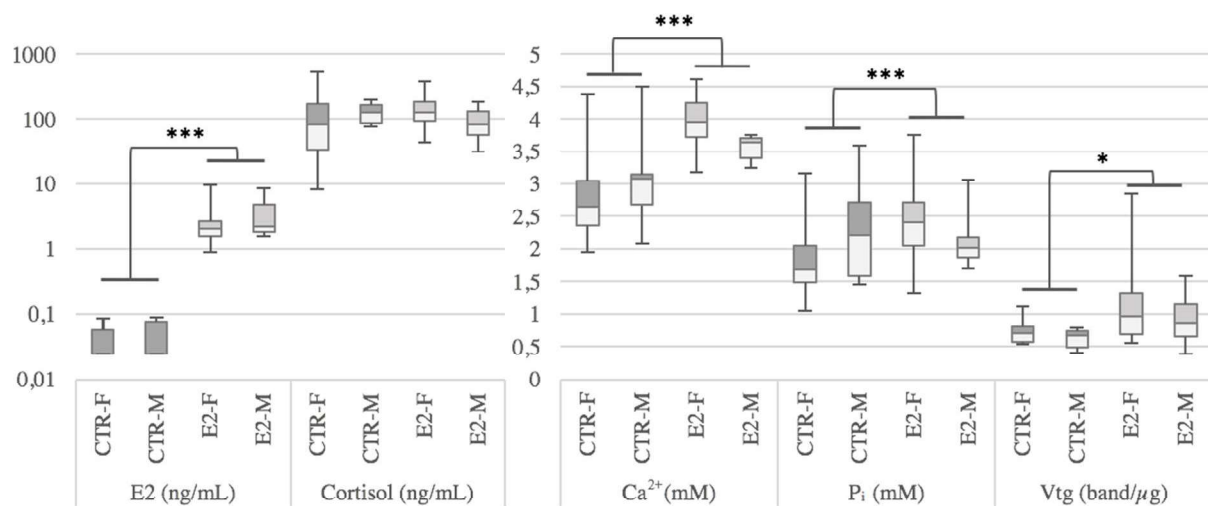 ***
***
***
*
1000
100
10
1
0,1
0,01
5
4,5
4
3,5
3
2,5
2
1,5
1
0,5
0
CTR-F
CTR-M
E2-F
E2-M
CTR-F
CTR-M
E2-F
E2-M
CTR-F
CTR-M
E2-F
E2-M
CTR-F
CTR-M
E2-F
E2-M
CTR-F
CTR-M
E2-F
E2-M
E2 (ng/mL)
Cortisol (ng/mL)
Ca²⁺(mM)
Pᵢ (mM)
Vtg (band/µg)